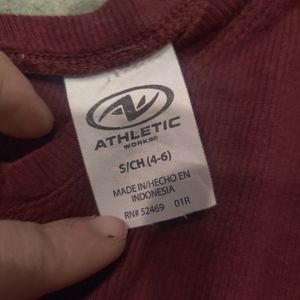 ATHLETIC
WORKS®
S/CH (4-6)
MADE IN/HECHO EN
INDONESIA
RN# 52469 01R